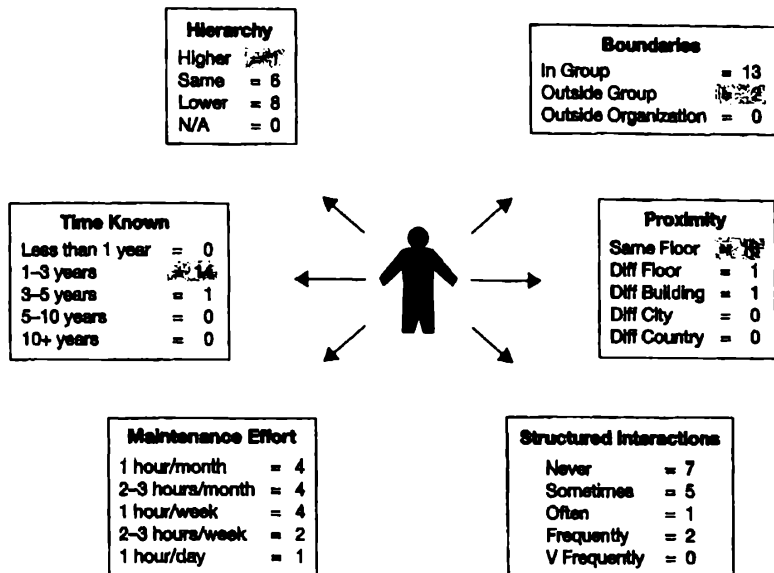 Hierarchy
Higher = 1
Same = 6
Lower = 8
N/A = 0
Boundaries
In Group = 13
Outside Group =
Outside Organization = 0
Time Known
Less than 1 year = 0
1–3 years = 14
3–5 years = 1
5–10 years = 0
10+ years = 0
Proximity
Same Floor =
Diff Floor = 1
Diff Building = 1
Diff City = 0
Diff Country = 0
Maintenance Effort
1 hour/month = 4
2–3 hours/month = 4
1 hour/week = 4
2–3 hours/week = 2
1 hour/day = 1
Structured Interactions
Never = 7
Sometimes = 5
Often = 1
Frequently = 2
V Frequently = 0